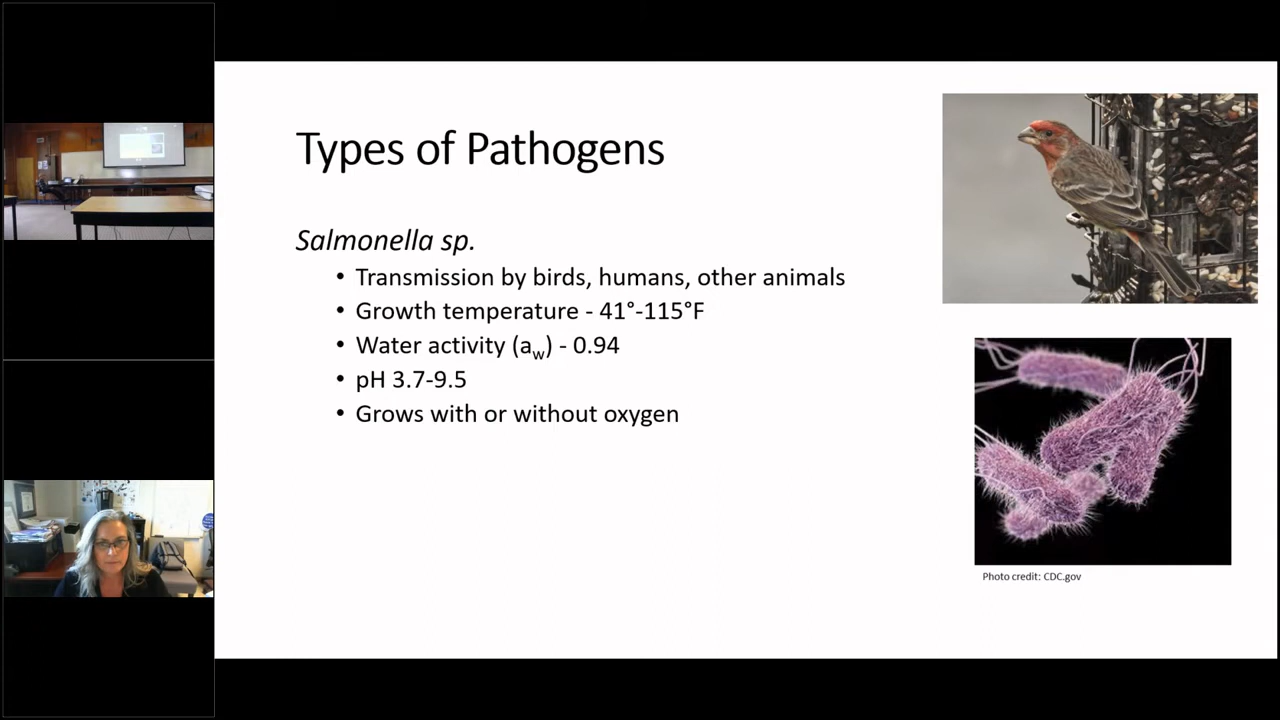 Types of Pathogens
Salmonella sp.
• Transmission by birds, humans, other animals
• Growth temperature - 41°-115°F
• Water activity (aw) - 0.94
• pH 3.7-9.5
• Grows with or without oxygen
Photo credit: CDC.gov